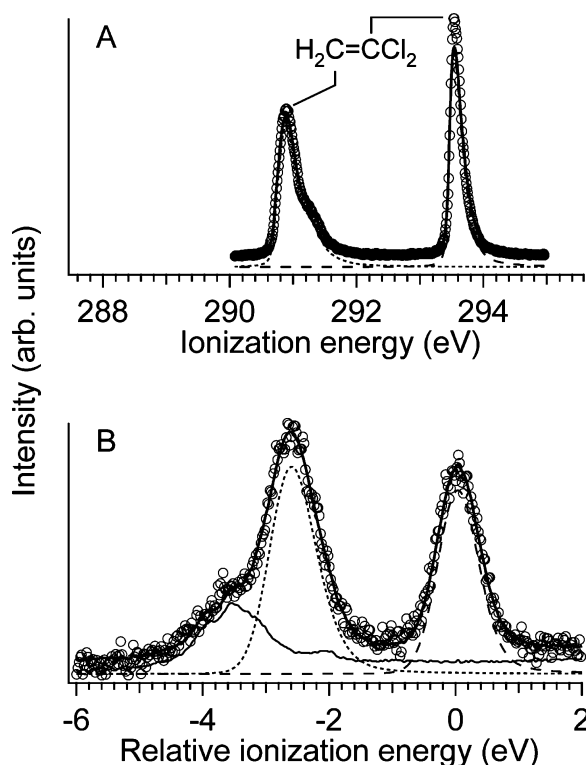 A
H₂C=CCl₂
288 290 292 294
Ionization energy (eV)
Intensity (arb. units)
B
-6 -4 -2 0 2
Relative ionization energy (eV)